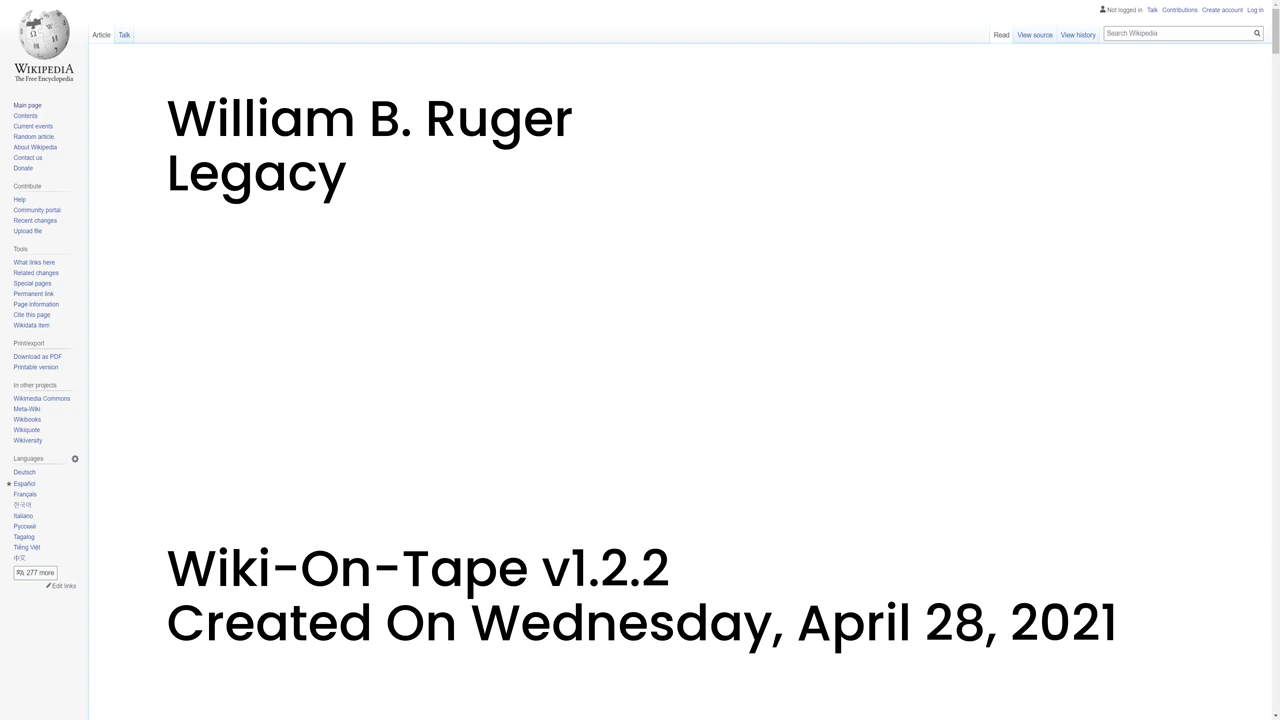 Not logged in Talk Contributions Create account Log in
Article Talk Read View source View history Search Wikipedia
WIKIPEDIA
The Free Encyclopedia
Main page
Contents
Current events
Random article
About Wikipedia
Contact us
Donate
Contribute
Help
Community portal
Recent changes
Upload file
Tools
What links here
Related changes
Special pages
Permanent link
Page information
Cite this page
Wikidata item
Print/export
Download as PDF
Printable version
In other projects
Wikimedia Commons
Meta-Wiki
Wikibooks
Wikiquote
Wikiversity
Languages
Deutsch
Español
Français
한국어
Italiano
Русский
Tagalog
Tiếng Việt
中文
277 more
Edit links
William B. Ruger
Legacy
Wiki-On-Tape v1.2.2
Created On Wednesday, April 28, 2021